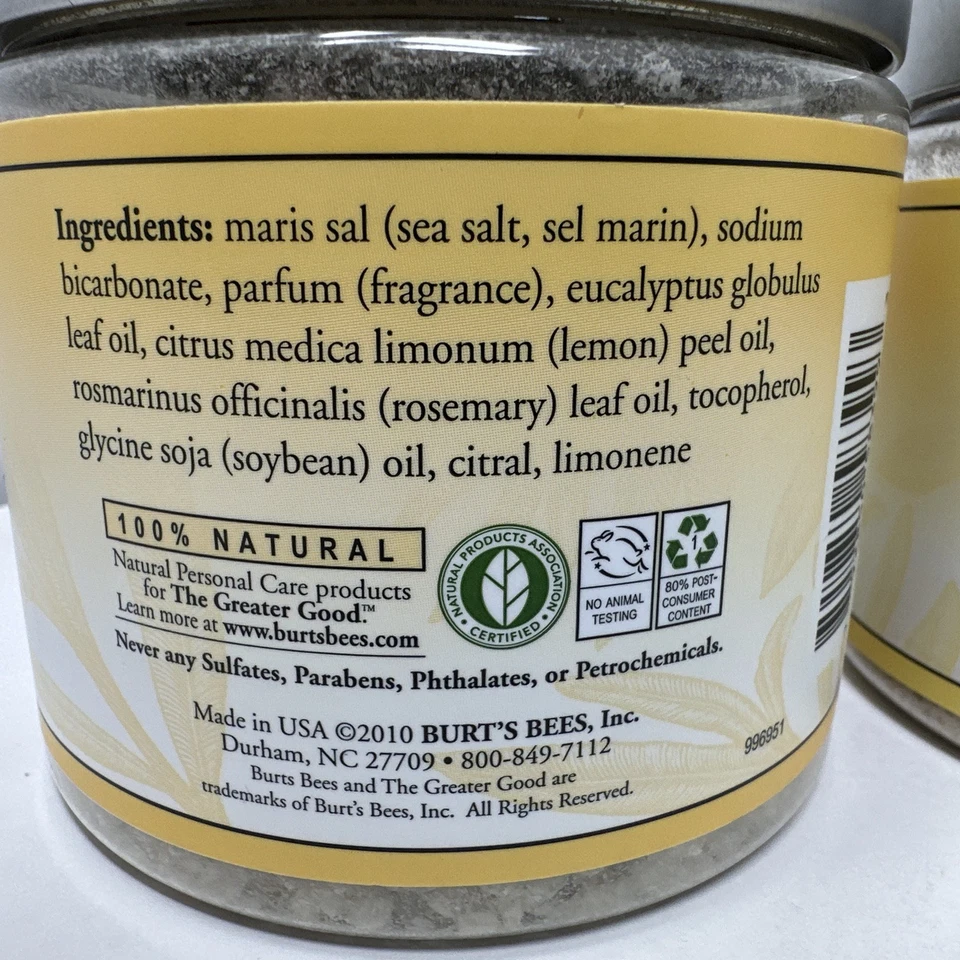 Ingredients: maris sal (sea salt, sel marin), sodium
bicarbonate, parfum (fragrance), eucalyptus globulus
leaf oil, citrus medica limonum (lemon) peel oil,
rosmarinus officinalis (rosemary) leaf oil, tocopherol,
glycine soja (soybean) oil, citral, limonene
100% NATURAL
Natural Personal Care products
for The Greater Good.™
Learn more at www.burtsbees.com
NATURAL PRODUCTS ASSOCIATION
• CERTIFIED •
NO ANIMAL
TESTING
1
80% POST-
CONSUMER
CONTENT
Never any Sulfates, Parabens, Phthalates, or Petrochemicals.
Made in USA ©2010 BURT'S BEES, Inc.
Durham, NC 27709 • 800-849-7112
Burts Bees and The Greater Good are
trademarks of Burt's Bees, Inc. All Rights Reserved.
996951